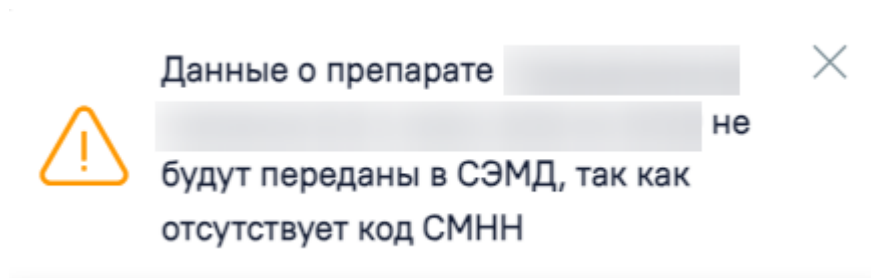 Данные о препарате
не
будут переданы в СЭМД, так как
отсутствует код СМНН